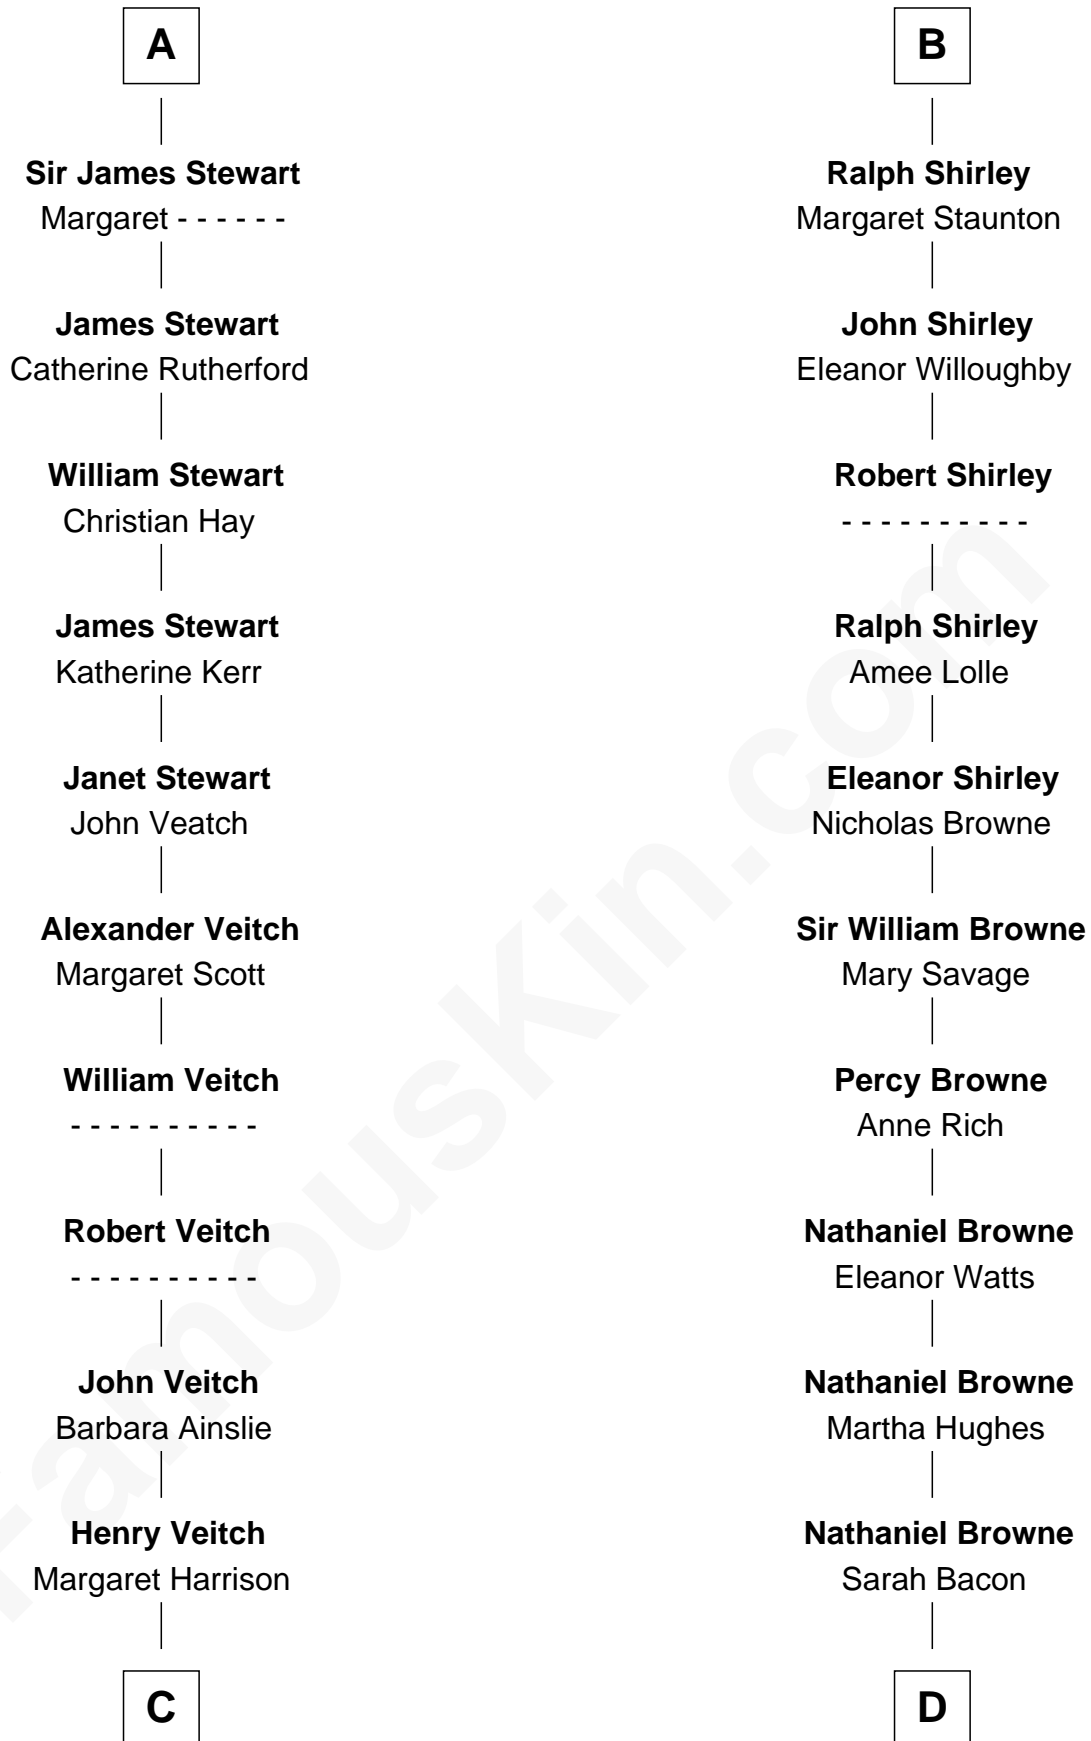 A
Sir James Stewart
Margaret - - - - - -
James Stewart
Catherine Rutherford
William Stewart
Christian Hay
James Stewart
Katherine Kerr
Janet Stewart
John Veatch
Alexander Veitch
Margaret Scott
William Veitch
- - - - - - - - - -
Robert Veitch
- - - - - - - - - -
John Veitch
Barbara Ainslie
Henry Veitch
Margaret Harrison
C
B
Ralph Shirley
Margaret Staunton
John Shirley
Eleanor Willoughby
Robert Shirley
- - - - - - - - - -
Ralph Shirley
Amee Lolle
Eleanor Shirley
Nicholas Browne
Sir William Browne
Mary Savage
Percy Browne
Anne Rich
Nathaniel Browne
Eleanor Watts
Nathaniel Browne
Martha Hughes
Nathaniel Browne
Sarah Bacon
D
FamousKin.com